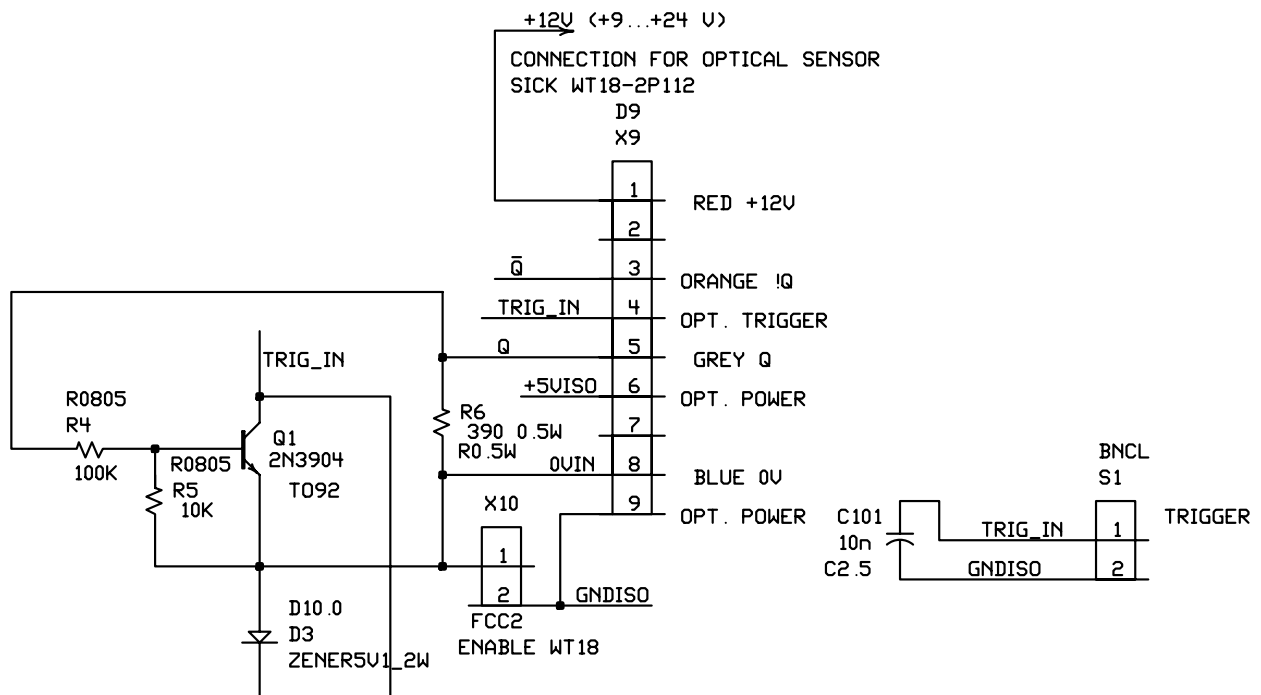 +12V (+9...+24 V)
CONNECTION FOR OPTICAL SENSOR
SICK WT18-2P112
D9
X9
1
RED +12V
2
Q̅
3
ORANGE !Q
TRIG_IN
4
OPT. TRIGGER
Q
5
GREY Q
+5VISO
6
OPT. POWER
7
0VIN
8
BLUE 0V
9
OPT. POWER
TRIG_IN
R0805
R4
100K
R0805
R5
10K
Q1
2N3904
TO92
R6
390 0.5W
R0.5W
X10
1
2
GNDISO
FCC2
ENABLE WT18
D10.0
D3
ZENER5V1_2W
C101
10n
C2.5
BNCL
S1
TRIG_IN
1
TRIGGER
GNDISO
2